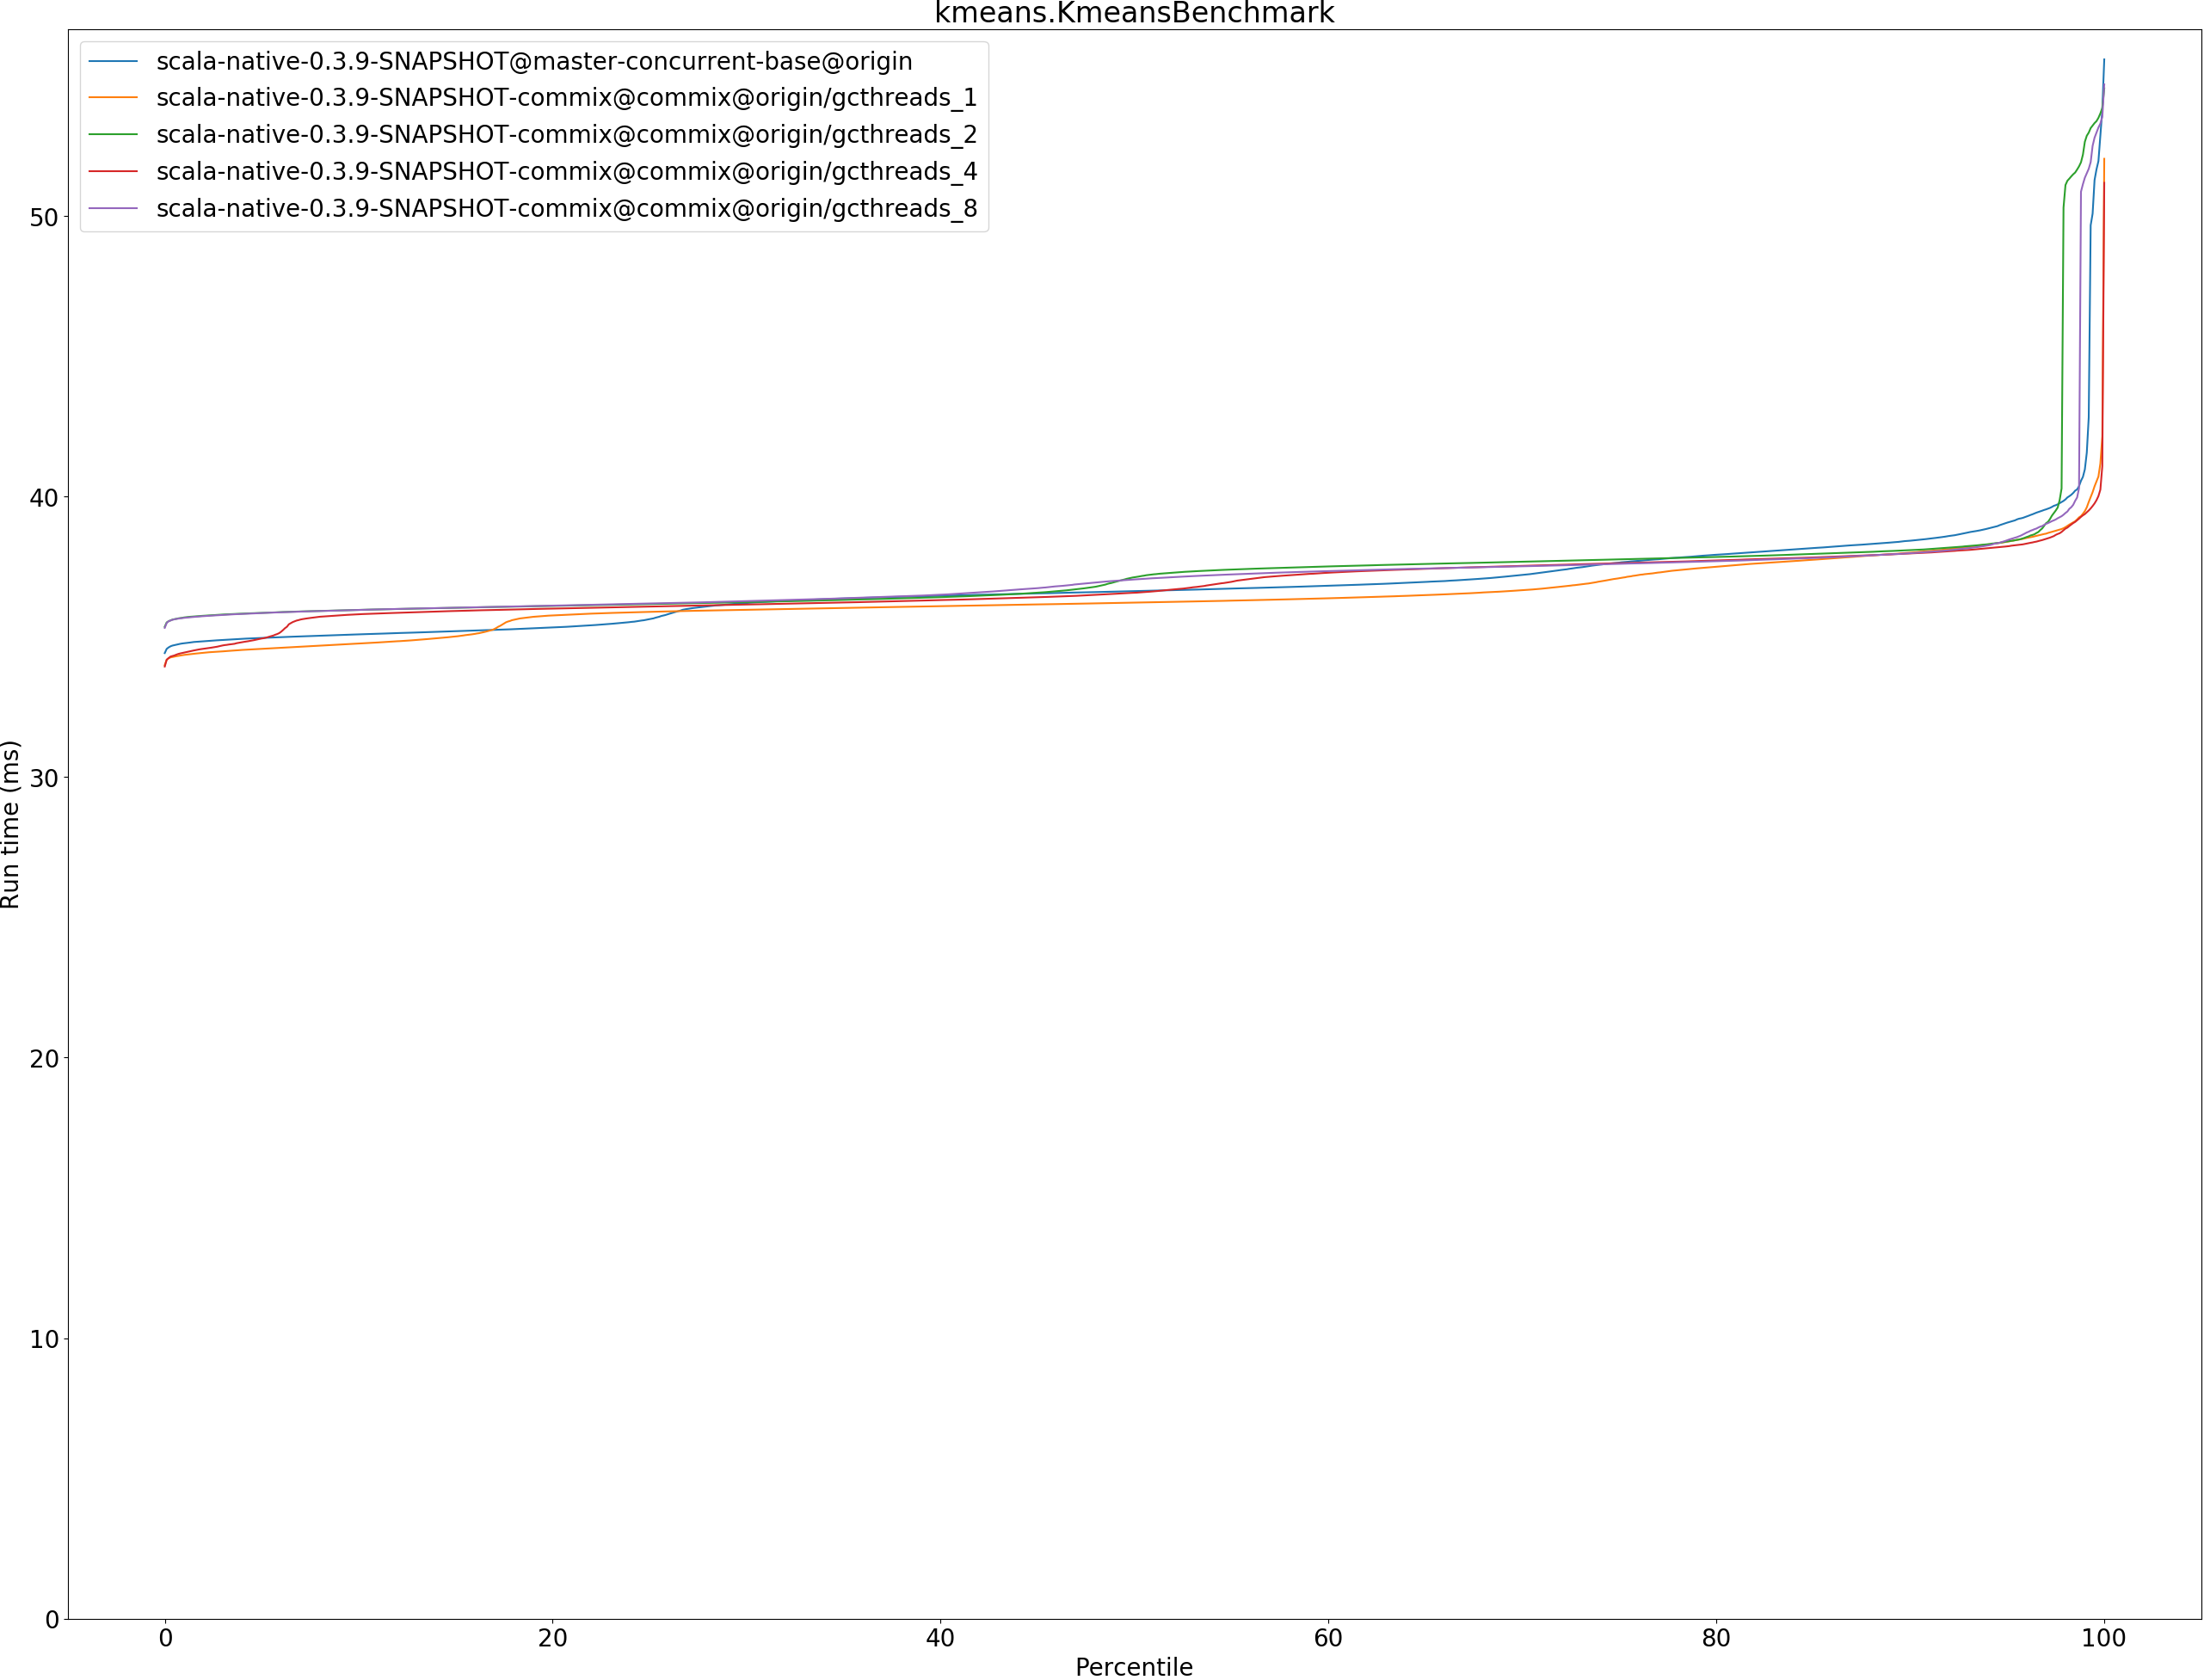 kmeans.KmeansBenchmark
scala-native-0.3.9-SNAPSHOT@master-concurrent-base@origin
scala-native-0.3.9-SNAPSHOT-commix@commix@origin/gcthreads_1
scala-native-0.3.9-SNAPSHOT-commix@commix@origin/gcthreads_2
scala-native-0.3.9-SNAPSHOT-commix@commix@origin/gcthreads_4
scala-native-0.3.9-SNAPSHOT-commix@commix@origin/gcthreads_8
50
40
30
20
10
0
Run time (ms)
0 20 40 60 80 100
Percentile